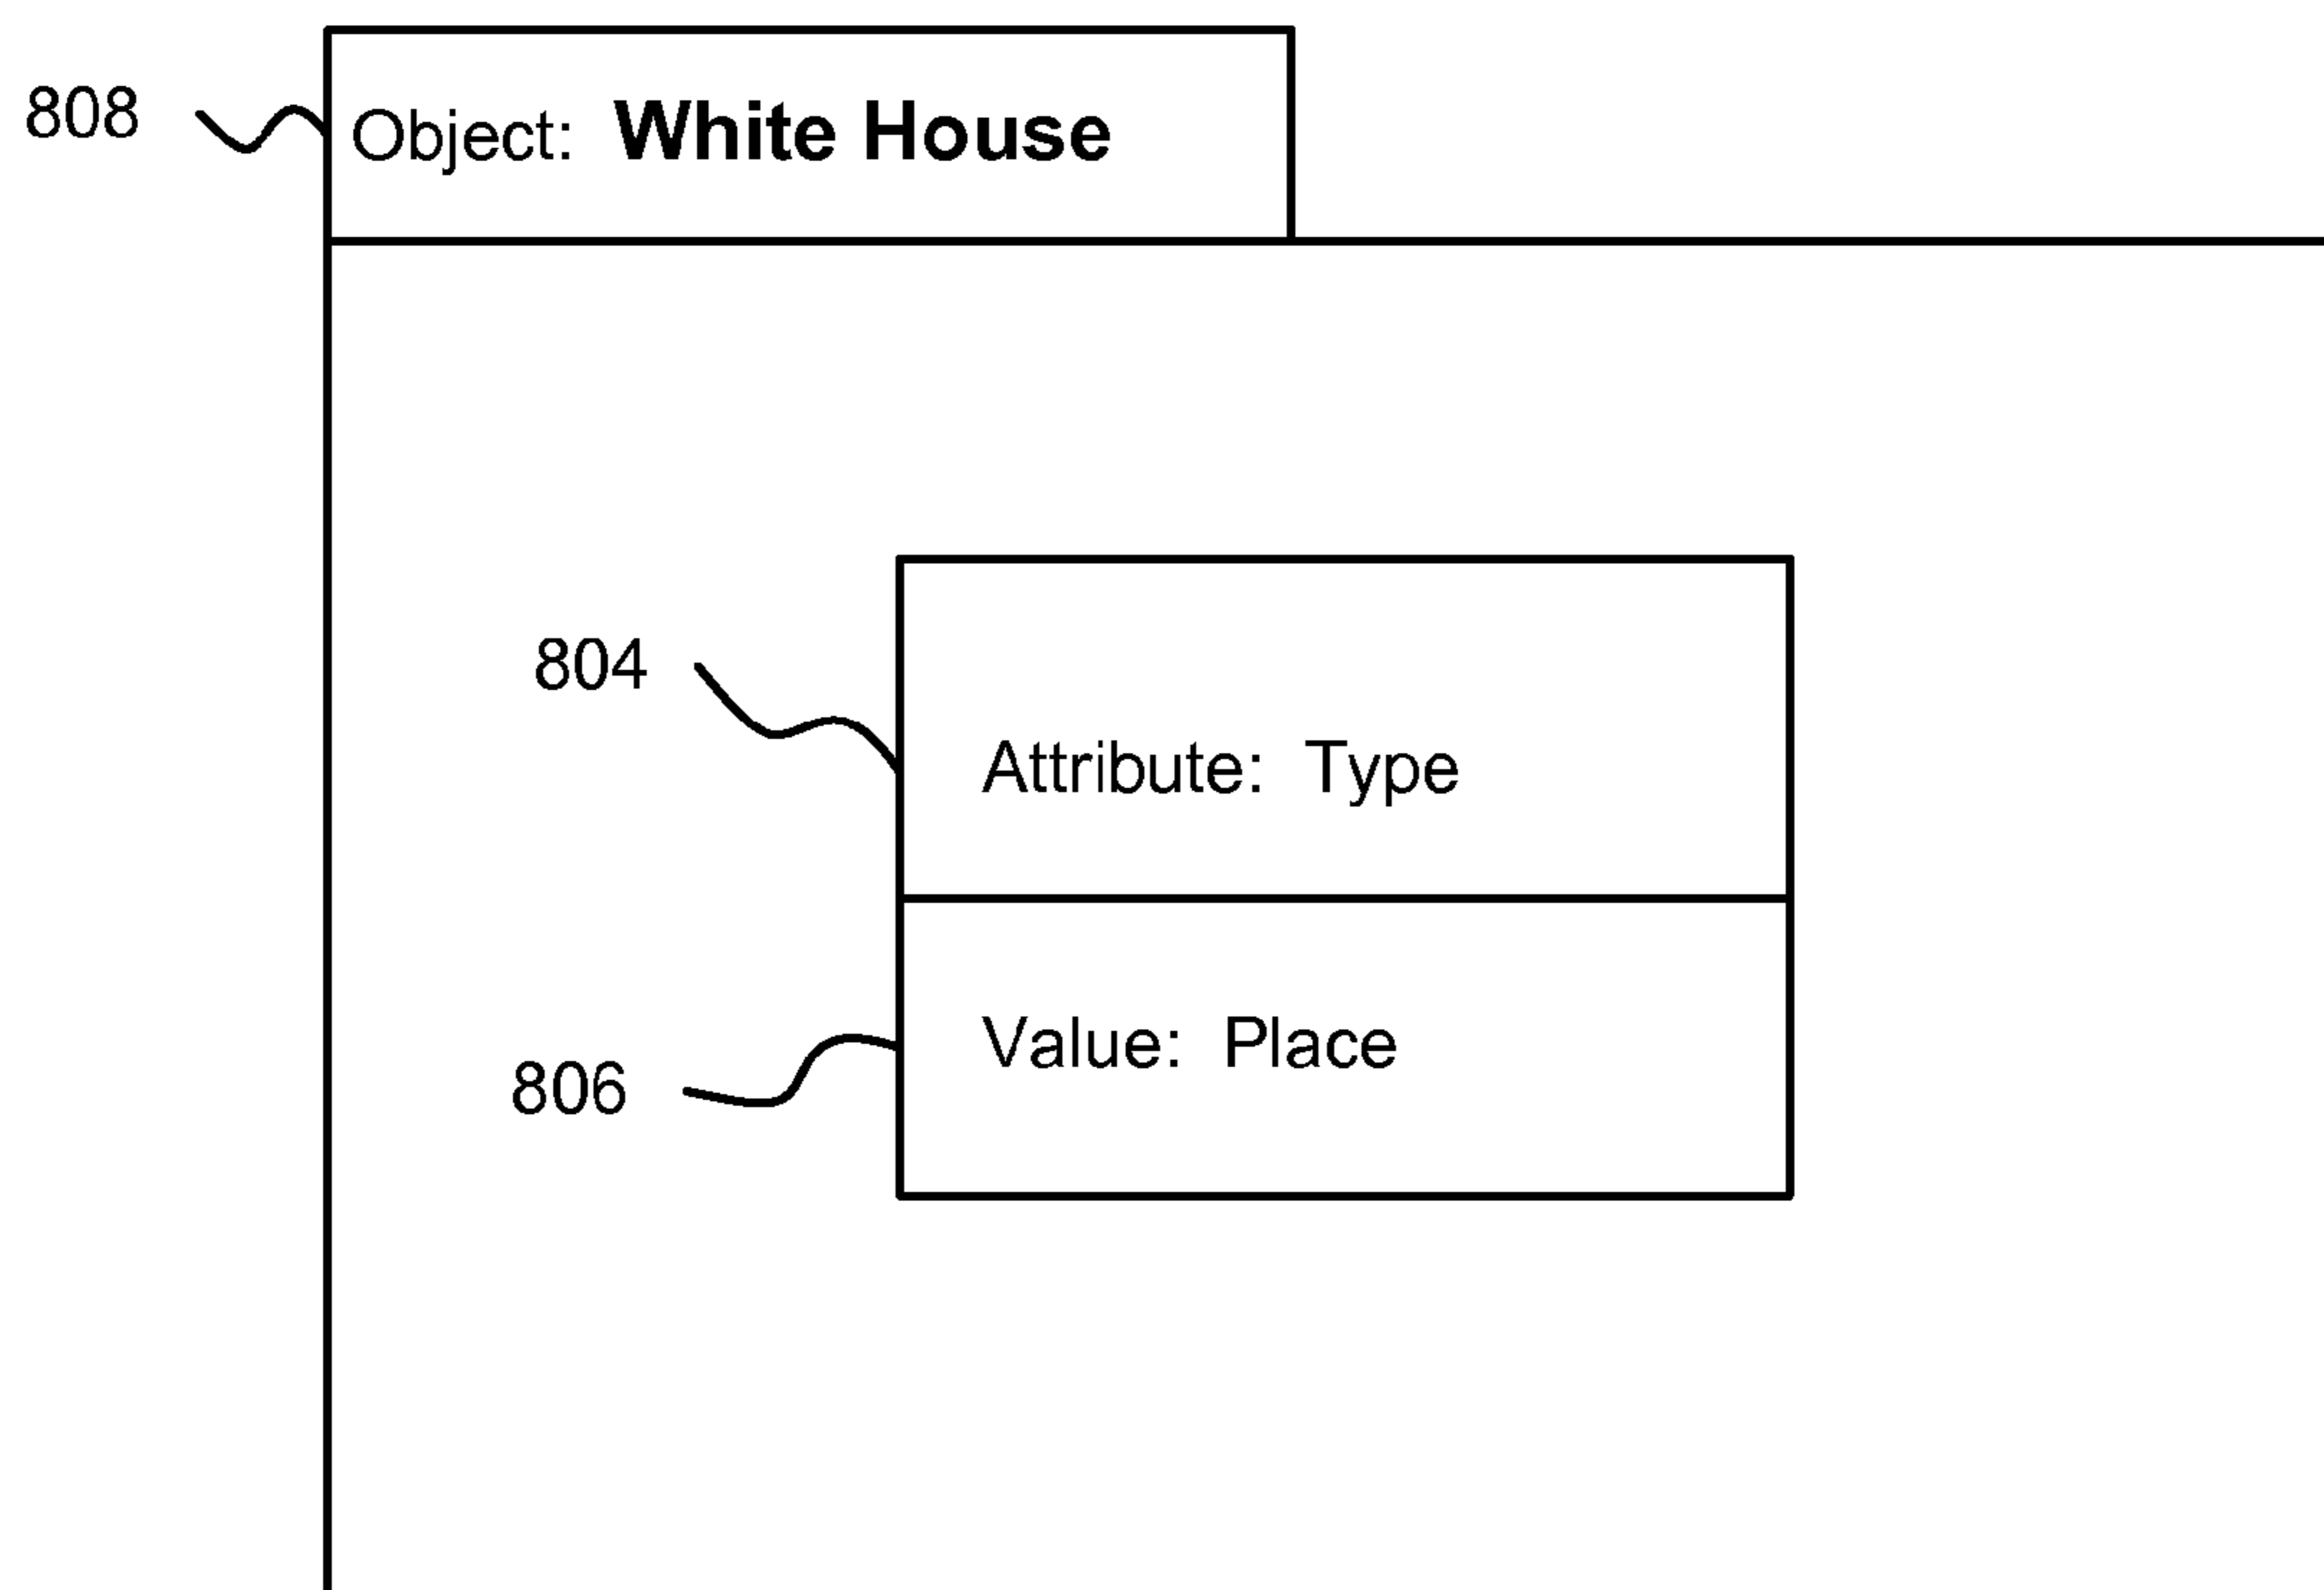 808
Object: White House
804
Attribute: Type
Value: Place
806